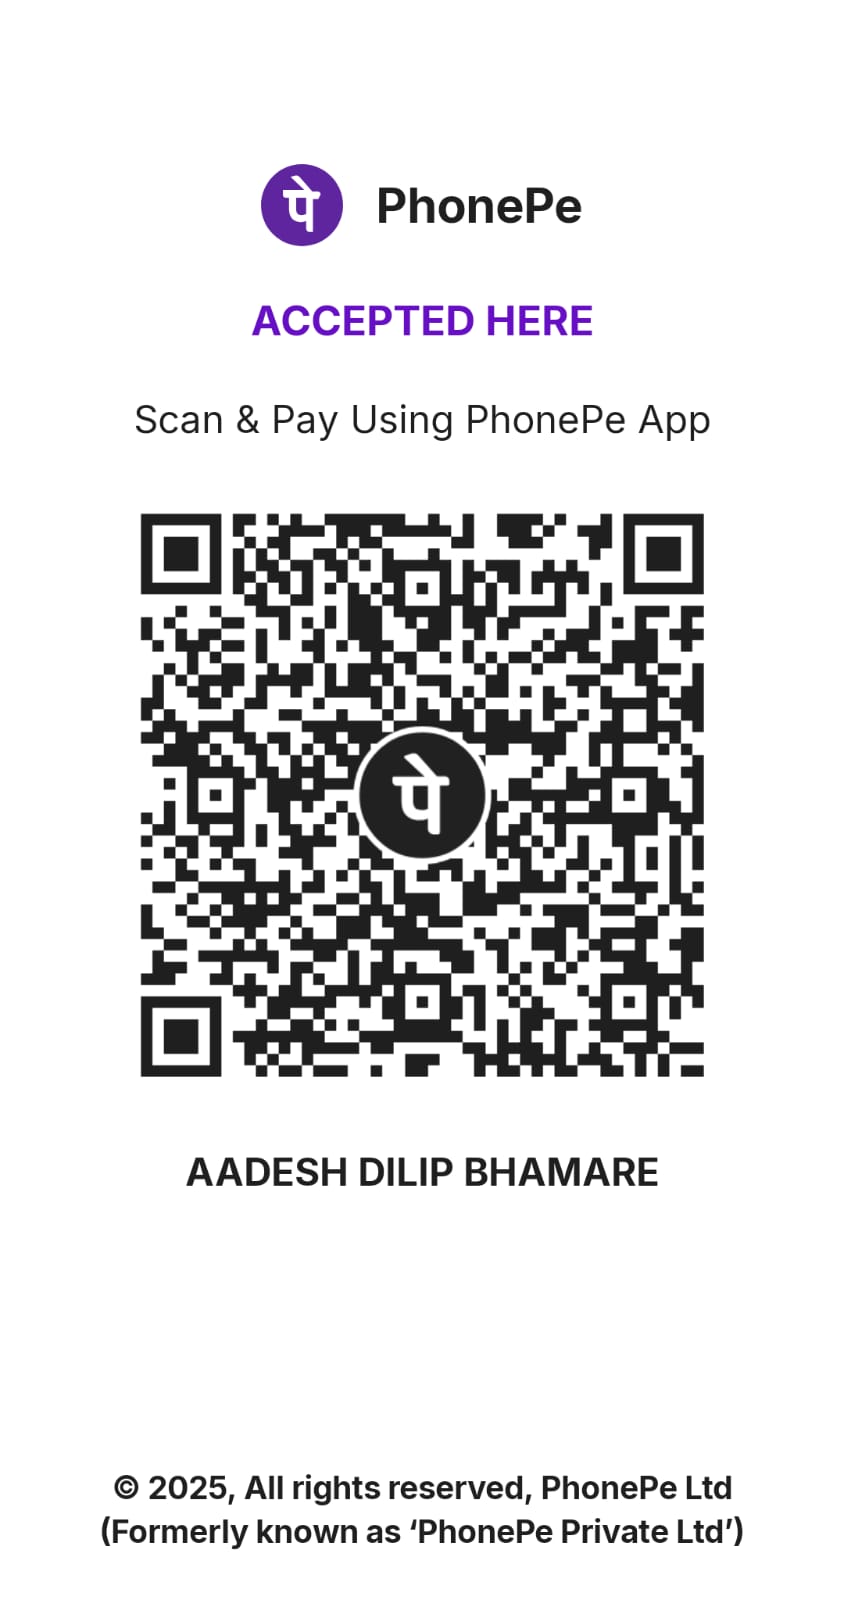 पे PhonePe
ACCEPTED HERE
Scan & Pay Using PhonePe App
पे
AADESH DILIP BHAMARE
© 2025, All rights reserved, PhonePe Ltd
(Formerly known as ‘PhonePe Private Ltd’)